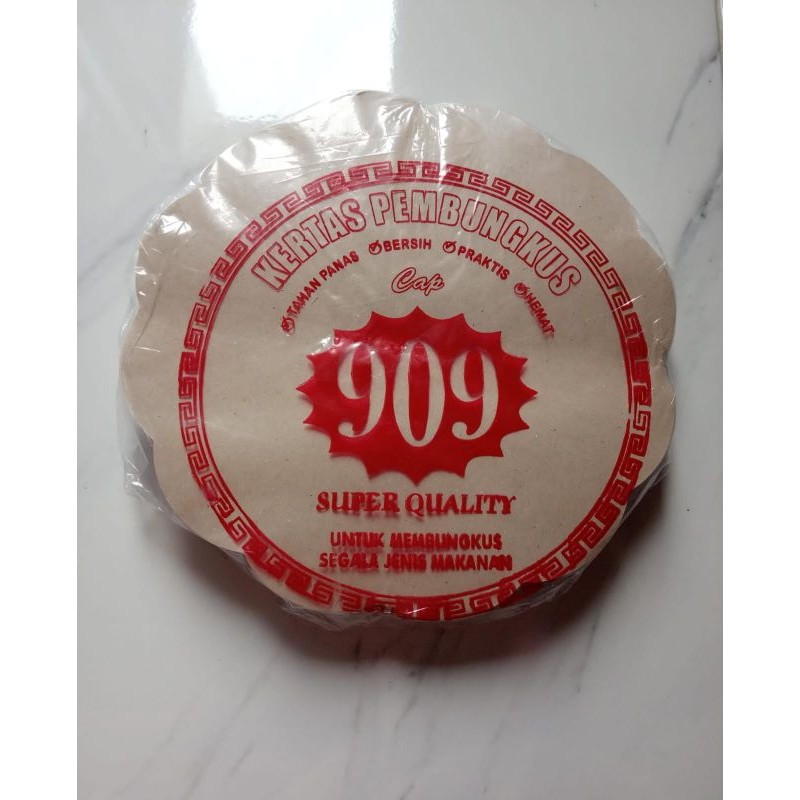 KERTAS PEMBUNGKUS
TAHAN PANAS BERSIH PRAKTIS HEMAT
Cap
909
SUPER QUALITY
UNTUK MEMBUNGKUS
SEGALA JENIS MAKANAN